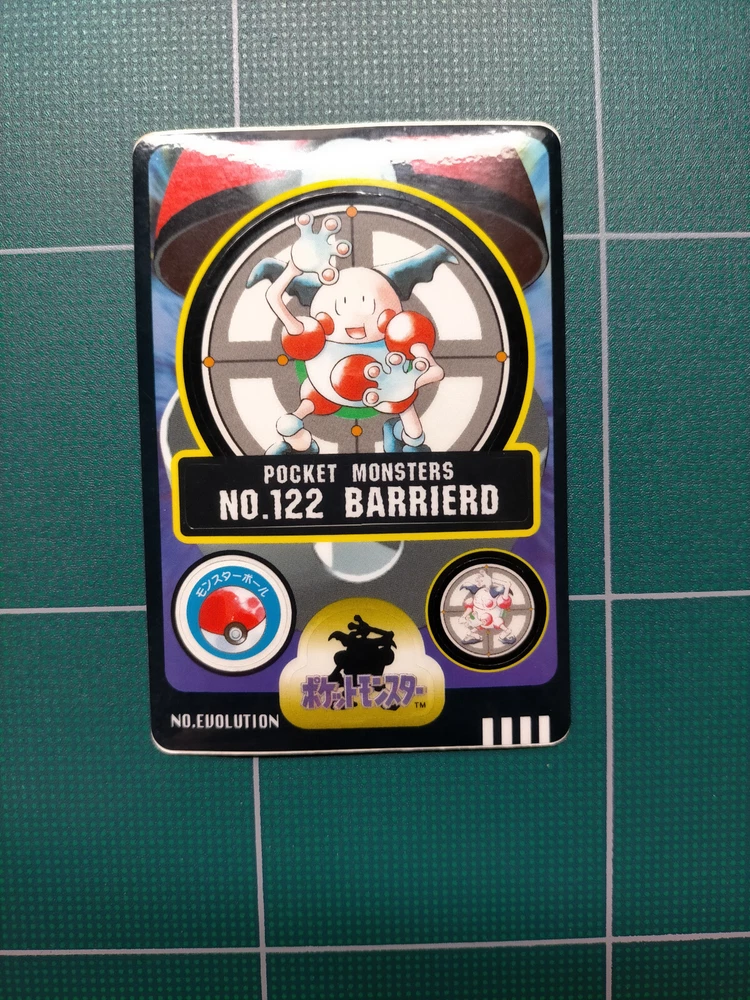 POCKET MONSTERS
NO.122 BARRIERD
モンスターボール
ポケットモンスター
TM
NO.EVOLUTION